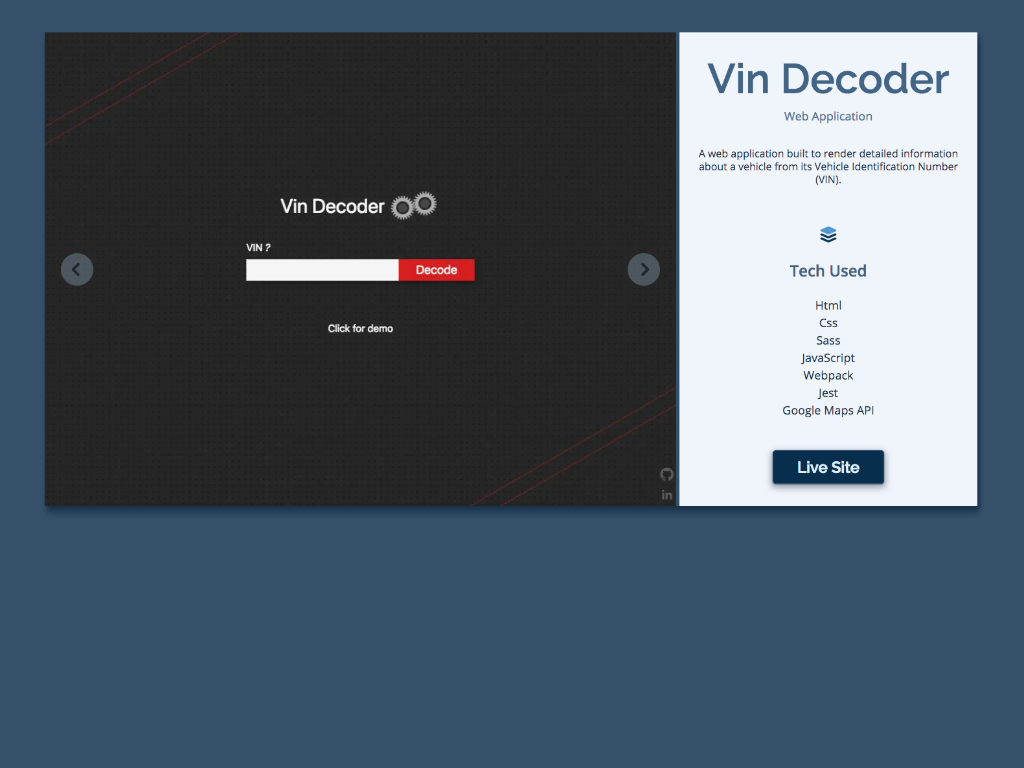 Vin Decoder
VIN ?
Decode
Click for demo
in
Vin Decoder
Web Application
A web application built to render detailed information
about a vehicle from its Vehicle Identification Number
(VIN).
Tech Used
Html
Css
Sass
JavaScript
Webpack
Jest
Google Maps API
Live Site